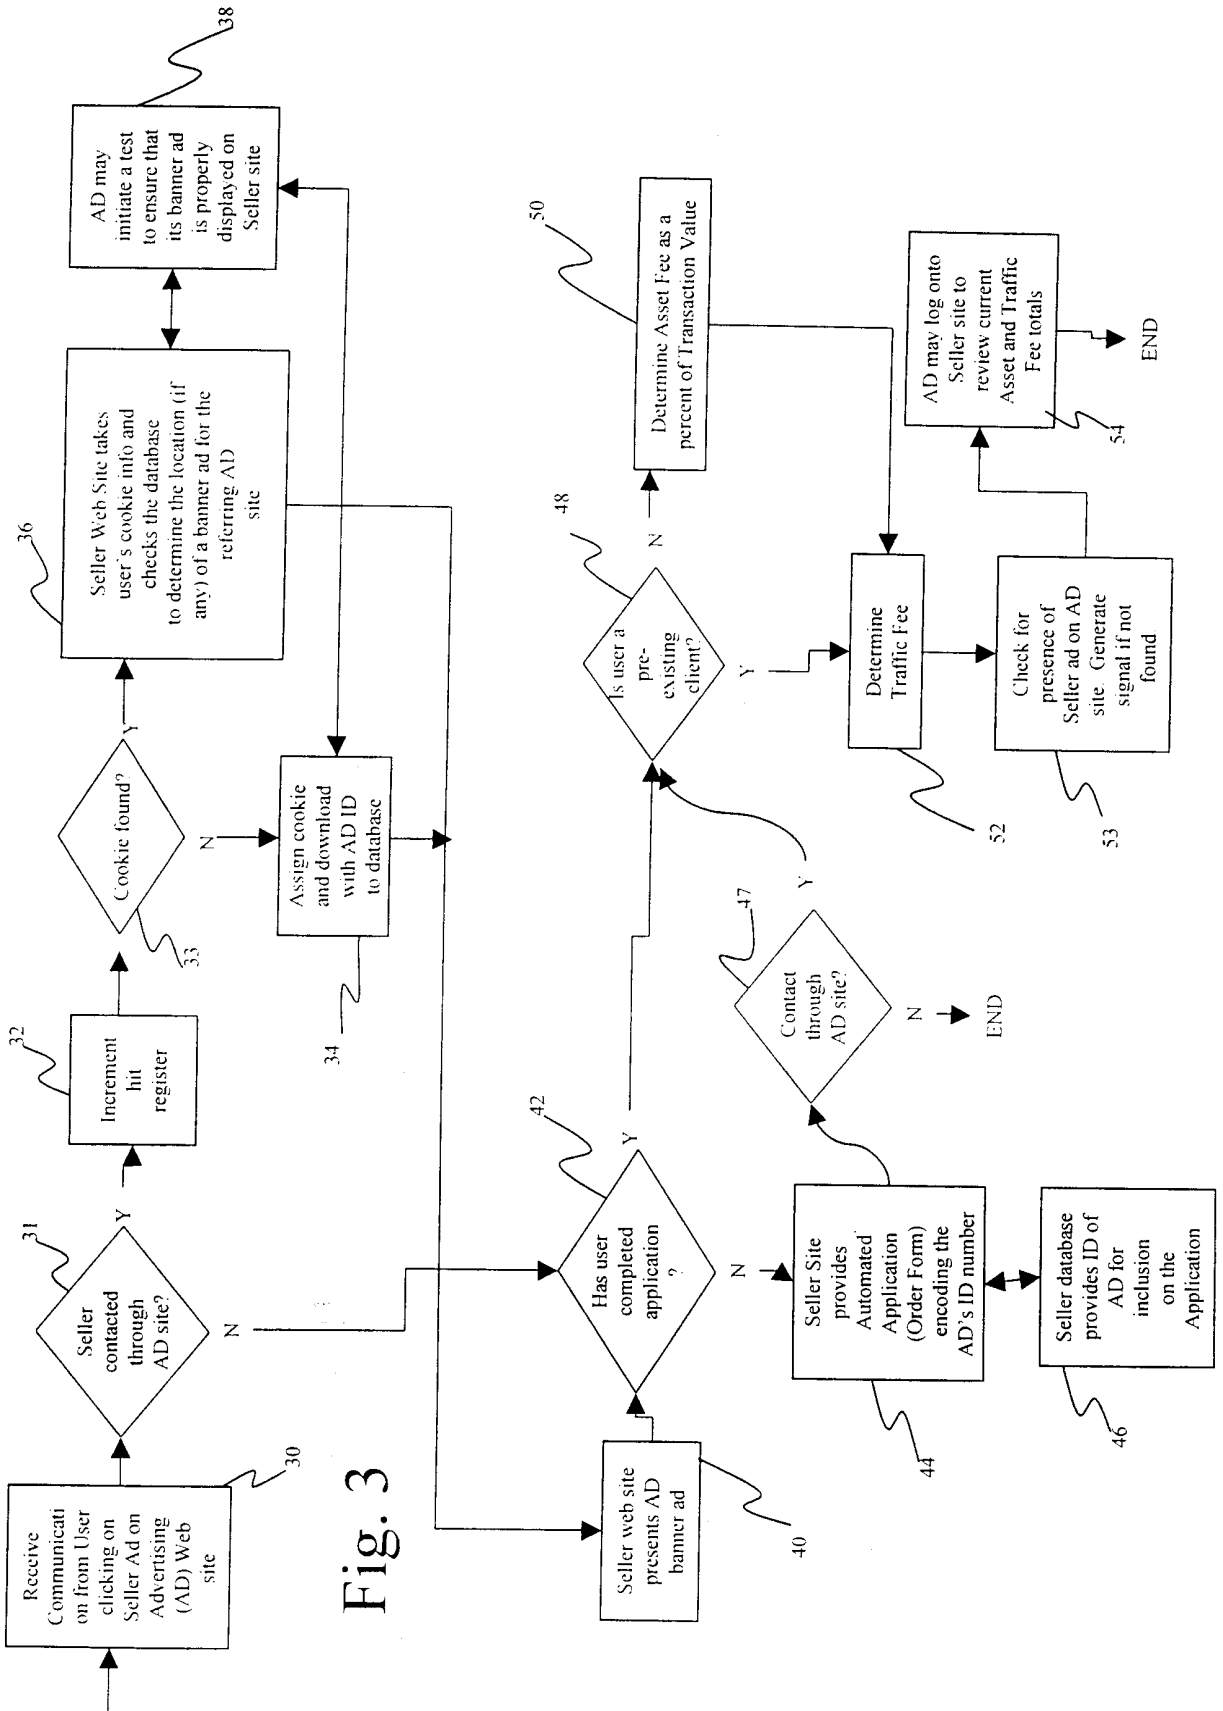 Receive
Communicati
on from User
clicking on
Seller Ad on
Advertising
(AD) Web
site
30
Seller
contacted
through
AD site?
31
Y
N
Increment
hit
register
32
Cookie found?
33
Y
N
Assign cookie
and download
with AD ID
to database
34
Seller Web Site takes
user's cookie info and
checks the database
to determine the location (if
any) of a banner ad for the
referring AD
site
36
AD may
initiate a test
to ensure that
its banner ad
is properly
displayed on
Seller site
38
Fig. 3
Seller web site
presents AD
banner ad
40
Has user
completed
application
?
42
Y
N
Seller Site
provides
Automated
Application
(Order Form)
encoding the
AD's ID number
44
Seller database
provides ID of
AD for
inclusion
on the
Application
46
Contact
through
AD site?
47
Y
N
END
Is user a
pre-
existing
client?
48
N
Y
Determine Asset Fee as a
percent of Transaction Value
50
Determine
Traffic Fee
52
Check for
presence of
Seller ad on AD
site. Generate
signal if not
found
53
AD may log onto
Seller site to
review current
Asset and Traffic
Fee totals
54
END